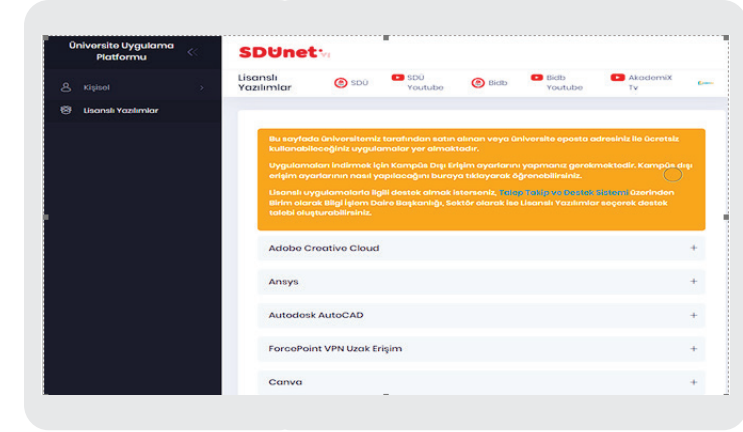 Üniversite Uygulama
Platformu
Kişisel
Lisanslı Yazılımlar
SDÜnet
Lisanslı
Yazılımlar
SDÜ
SDÜ
Youtube
Bidb
Bidb
Youtube
AkademiX
Tv
Bu sayfada üniversitemiz tarafından satın alınan veya üniversite eposta adresiniz ile ücretsiz
kullanabileceğiniz uygulamalar yer almaktadır.
Uygulamaları indirmek için Kampüs Dışı Erişim ayarlarını yapmanız gerekmektedir. Kampüs dışı
erişim ayarlarının nasıl yapılacağını buraya tıklayarak öğrenebilirsiniz.
Lisanslı uygulamalarla ilgili destek almak isterseniz, Talep Takip ve Destek Sistemi üzerinden
Birim olarak Bilgi İşlem Daire Başkanlığı, Sektör olarak ise Lisanslı Yazılımlar seçerek destek
talebi oluşturabilirsiniz.
Adobe Creative Cloud
Ansys
Autodesk AutoCAD
ForcePoint VPN Uzak Erişim
Canva